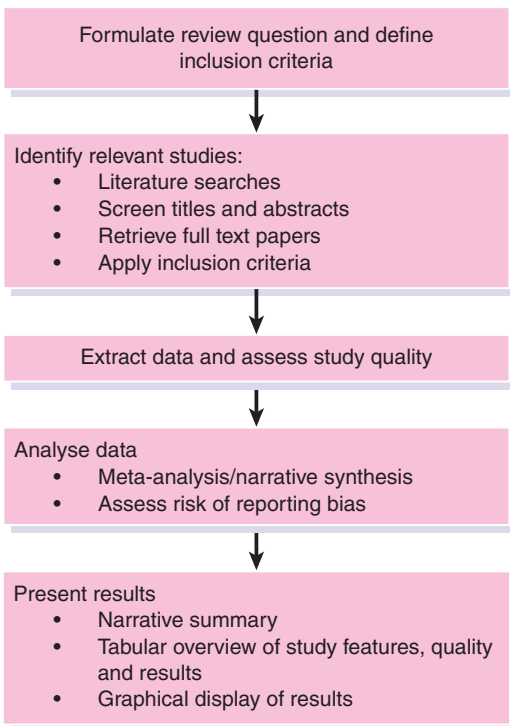 Formulate review question and define
inclusion criteria
Identify relevant studies:
• Literature searches
• Screen titles and abstracts
• Retrieve full text papers
• Apply inclusion criteria
Extract data and assess study quality
Analyse data
• Meta-analysis/narrative synthesis
• Assess risk of reporting bias
Present results
• Narrative summary
• Tabular overview of study features, quality
and results
• Graphical display of results